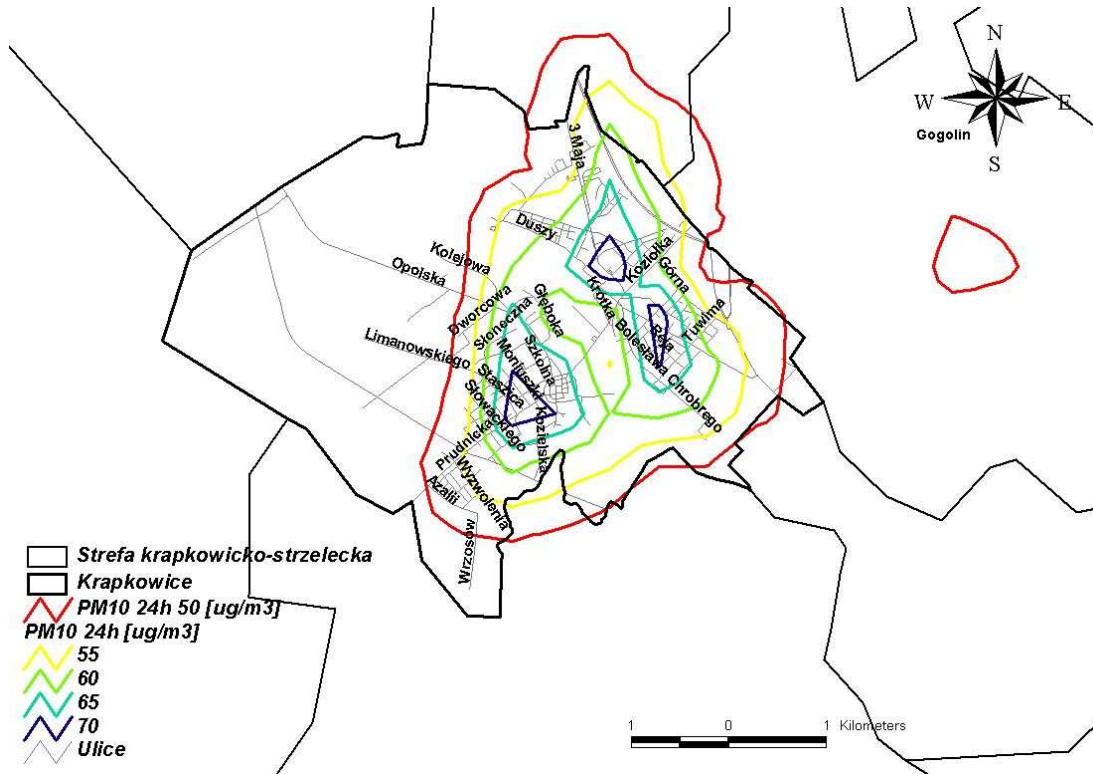 N
W E
Gogolin
S
3 Maja
Duszy
Kolejowa
Opolska
Koziołka
Górna
Krótka
Dworcowa
Głęboka
Słoneczna
Tuwima
Reja
Bolesława Chrobrego
Limanowskiego
Szkolna
Moniuszki
Staszica
Słowackiego
Kozielska
Prudnicka
Wyzwolenia
Azalii
Wrzosów
Strefa krapkowicko-strzelecka
Krapkowice
PM10 24h 50 [ug/m3]
PM10 24h [ug/m3]
55
60
65
70
Ulice
1 0 1 Kilometers